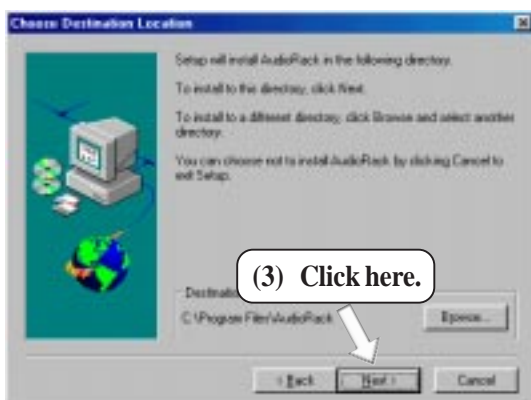 Choose Destination Location
Setup will install AudioRack in the following directory.
To install to this directory, click Next.
To install to a different directory, click Browse and select another
directory.
You can choose not to install AudioRack by clicking Cancel to
exit Setup.
(3) Click here.
C:\Program Files\AudioRack
Browse...
< Back
Next >
Cancel